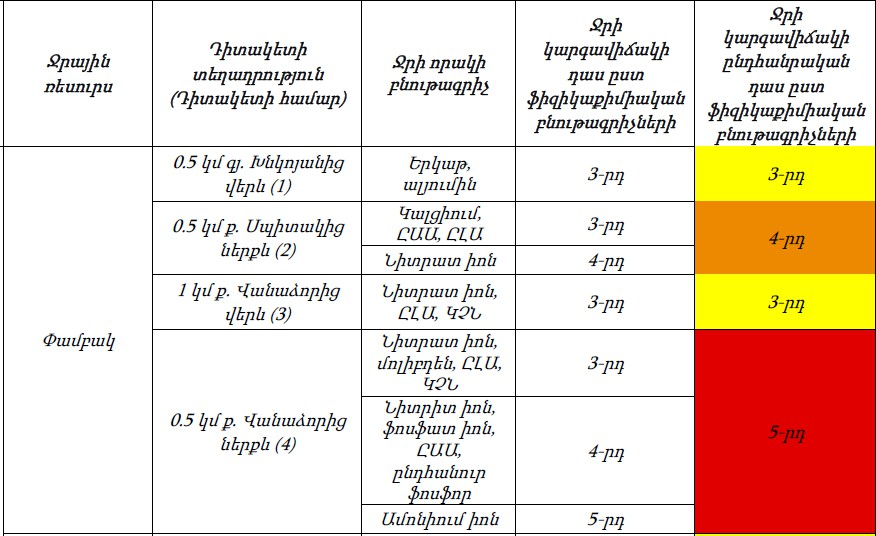 Ջրային
ռեսուրս
Դիտակետի
տեղադրություն
(Դիտակետի համար)
Ջրի որակի
բնութագրիչ
Ջրի
կարգավիճակի
դաս ըստ
ֆիզիկաքիմիական
բնութագրիչների
Ջրի
կարգավիճակի
ընդհանրական
դաս ըստ
ֆիզիկաքիմիական
բնութագրիչների
Փամբակ
0.5 կմ գյ. Խնկոյանից
վերև (1)
Երկաթ,
ալյումին
3-րդ
3-րդ
0.5 կմ ք. Սպիտակից
ներքև (2)
Կալցիում,
ԸԱԱ, ԸԼԱ
3-րդ
4-րդ
Նիտրատ իոն
4-րդ
1 կմ ք. Վանաձորից
վերև (3)
Նիտրատ իոն,
ԸԼԱ, ԿՉՆ
3-րդ
3-րդ
0.5 կմ ք. Վանաձորից
ներքև (4)
Նիտրատ իոն,
մոլիբդեն, ԸԼԱ,
ԿՉՆ
3-րդ
5-րդ
Նիտրիտ իոն,
ֆոսֆատ իոն,
ԸԱԱ,
ընդհանուր
ֆոսֆոր
4-րդ
Ամոնիում իոն
5-րդ